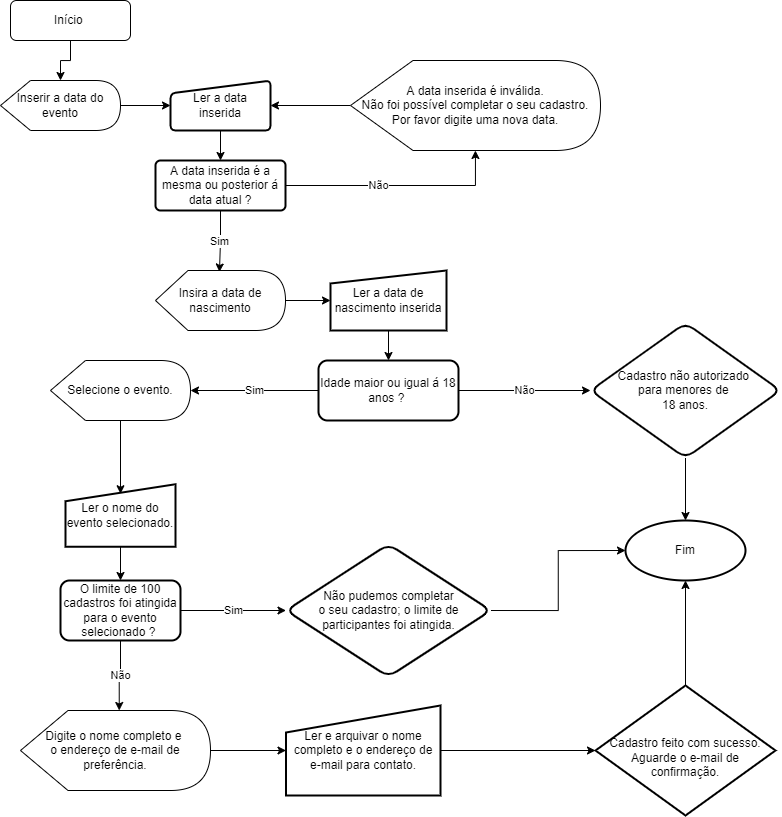 Início
Inserir a data do
evento
Ler a data
inserida
A data inserida é inválida.
Não foi possível completar o seu cadastro.
Por favor digite uma nova data.
A data inserida é a
mesma ou posterior á
data atual ?
Não
Sim
Insira a data de
nascimento
Ler a data de
nascimento inserida
Selecione o evento.
Sim
Idade maior ou igual á 18
anos ?
Não
Cadastro não autorizado
para menores de
18 anos.
Ler o nome do
evento selecionado.
Fim
O limite de 100
cadastros foi atingida
para o evento
selecionado ?
Sim
Não pudemos completar
o seu cadastro; o limite de
participantes foi atingida.
Não
Digite o nome completo e
o endereço de e-mail de
preferência.
Ler e arquivar o nome
completo e o endereço de
e-mail para contato.
Cadastro feito com sucesso.
Aguarde o e-mail de
confirmação.